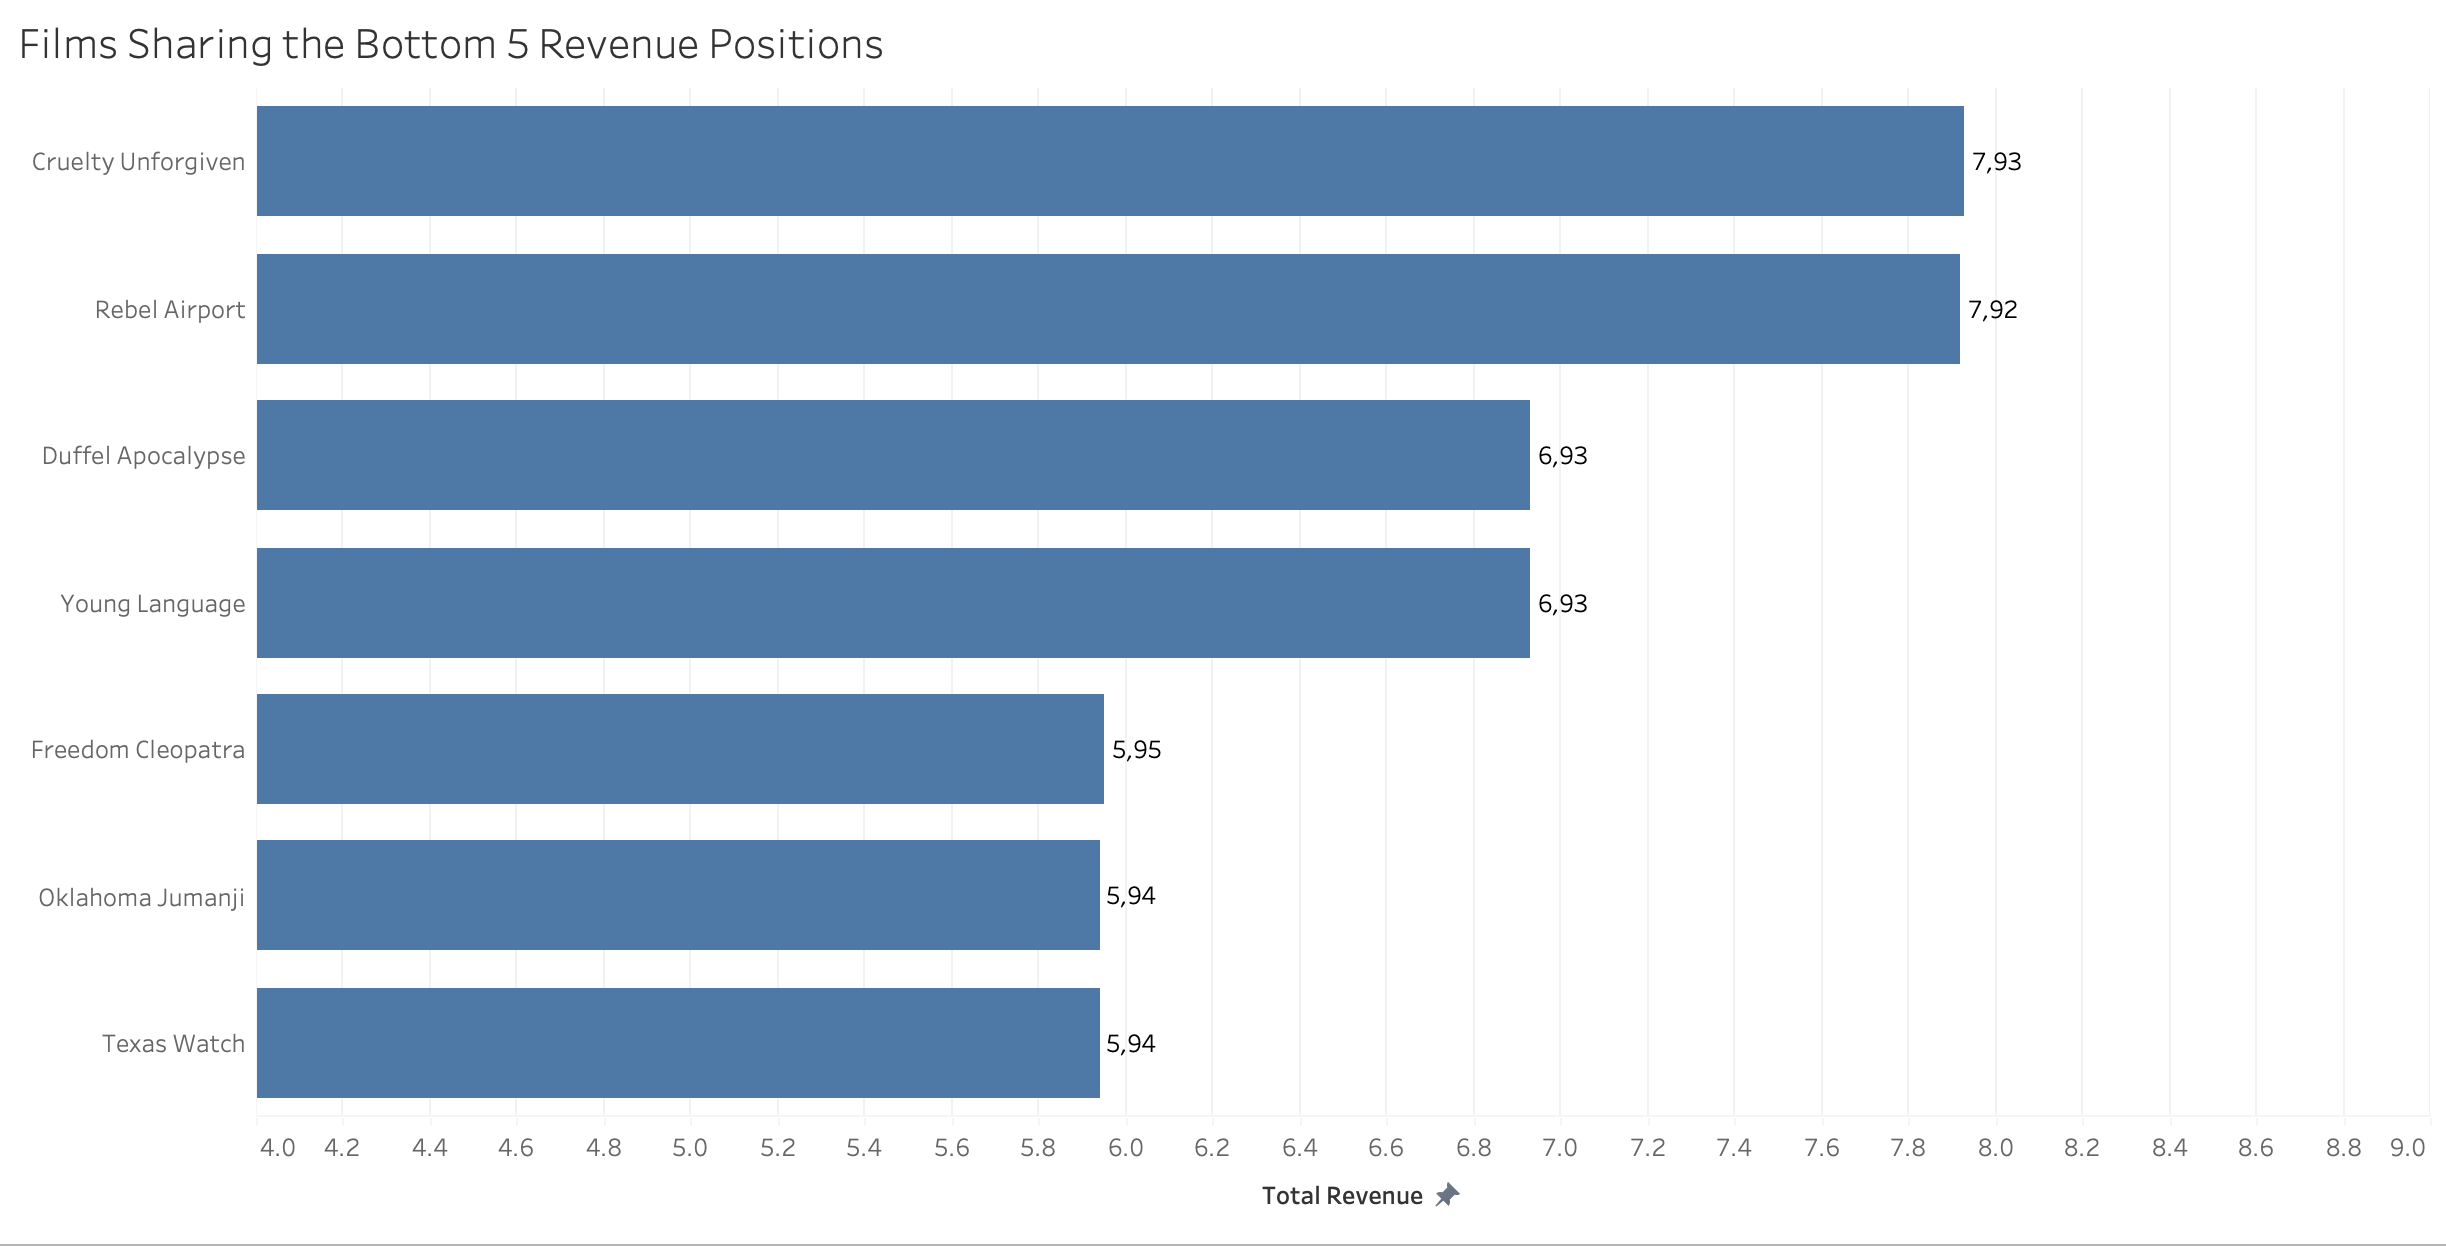 Films Sharing the Bottom 5 Revenue Positions
Cruelty Unforgiven 7,93
Rebel Airport 7,92
Duffel Apocalypse 6,93
Young Language 6,93
Freedom Cleopatra 5,95
Oklahoma Jumanji 5,94
Texas Watch 5,94
4.0 4.2 4.4 4.6 4.8 5.0 5.2 5.4 5.6 5.8 6.0 6.2 6.4 6.6 6.8 7.0 7.2 7.4 7.6 7.8 8.0 8.2 8.4 8.6 8.8 9.0
Total Revenue